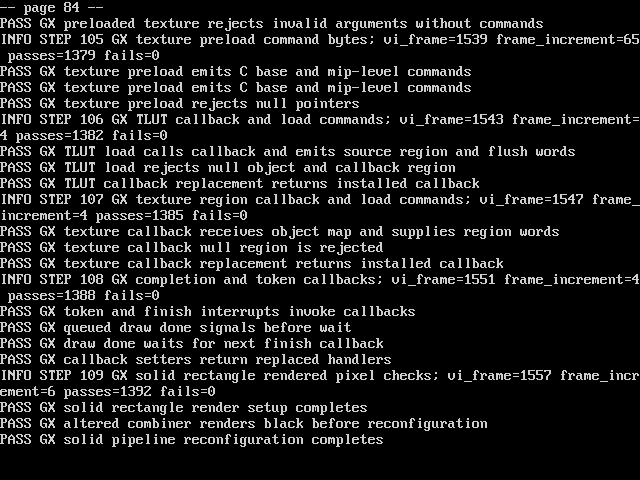 -- page 84 --
PASS GX preloaded texture rejects invalid arguments without commands
INFO STEP 105 GX texture preload command bytes; vi_frame=1539 frame_increment=65
 passes=1379 fails=0
PASS GX texture preload emits C base and mip-level commands
PASS GX texture preload emits C base and mip-level commands
PASS GX texture preload rejects null pointers
INFO STEP 106 GX TLUT callback and load commands; vi_frame=1543 frame_increment=
4 passes=1382 fails=0
PASS GX TLUT load calls callback and emits source region and flush words
PASS GX TLUT load rejects null object and callback region
PASS GX TLUT callback replacement returns installed callback
INFO STEP 107 GX texture region callback and load commands; vi_frame=1547 frame_
increment=4 passes=1385 fails=0
PASS GX texture callback receives object map and supplies region words
PASS GX texture callback null region is rejected
PASS GX texture callback replacement returns installed callback
INFO STEP 108 GX completion and token callbacks; vi_frame=1551 frame_increment=4
 passes=1388 fails=0
PASS GX token and finish interrupts invoke callbacks
PASS GX queued draw done signals before wait
PASS GX draw done waits for next finish callback
PASS GX callback setters return replaced handlers
INFO STEP 109 GX solid rectangle rendered pixel checks; vi_frame=1557 frame_incr
ement=6 passes=1392 fails=0
PASS GX solid rectangle render setup completes
PASS GX altered combiner renders black before reconfiguration
PASS GX solid pipeline reconfiguration completes